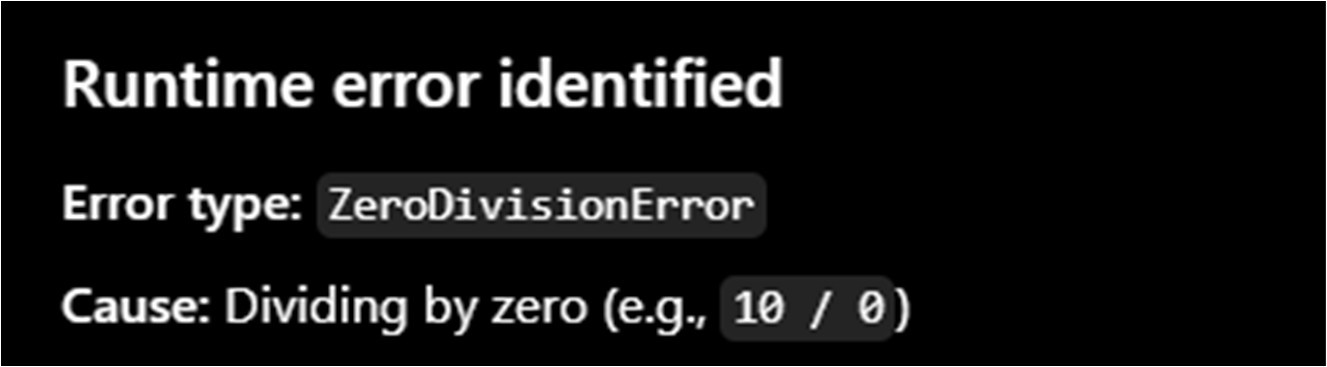 Runtime error identified
Error type: ZeroDivisionError
Cause: Dividing by zero (e.g., 10 / 0)